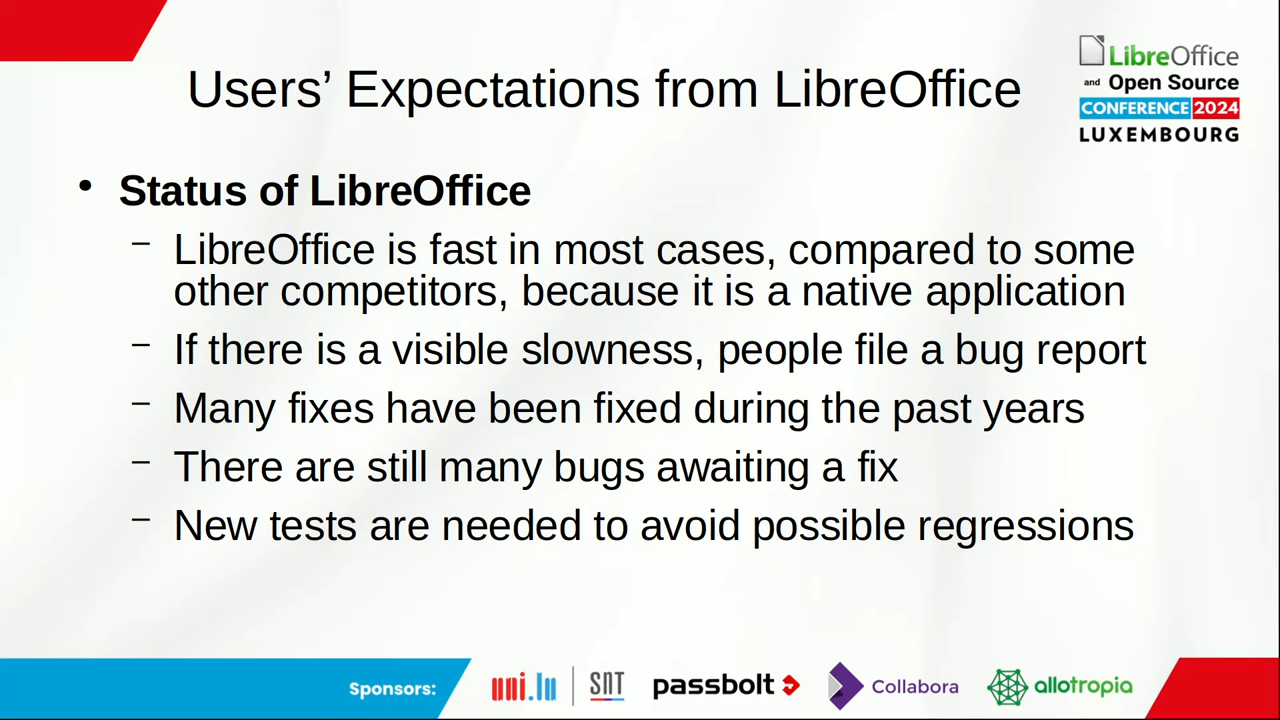 Users’ Expectations from LibreOffice
LibreOffice
and Open Source
CONFERENCE 2024
LUXEMBOURG
• Status of LibreOffice
– LibreOffice is fast in most cases, compared to some
other competitors, because it is a native application
– If there is a visible slowness, people file a bug report
– Many fixes have been fixed during the past years
– There are still many bugs awaiting a fix
– New tests are needed to avoid possible regressions
Sponsors: uni.lu SNT passbolt Collabora allotropia